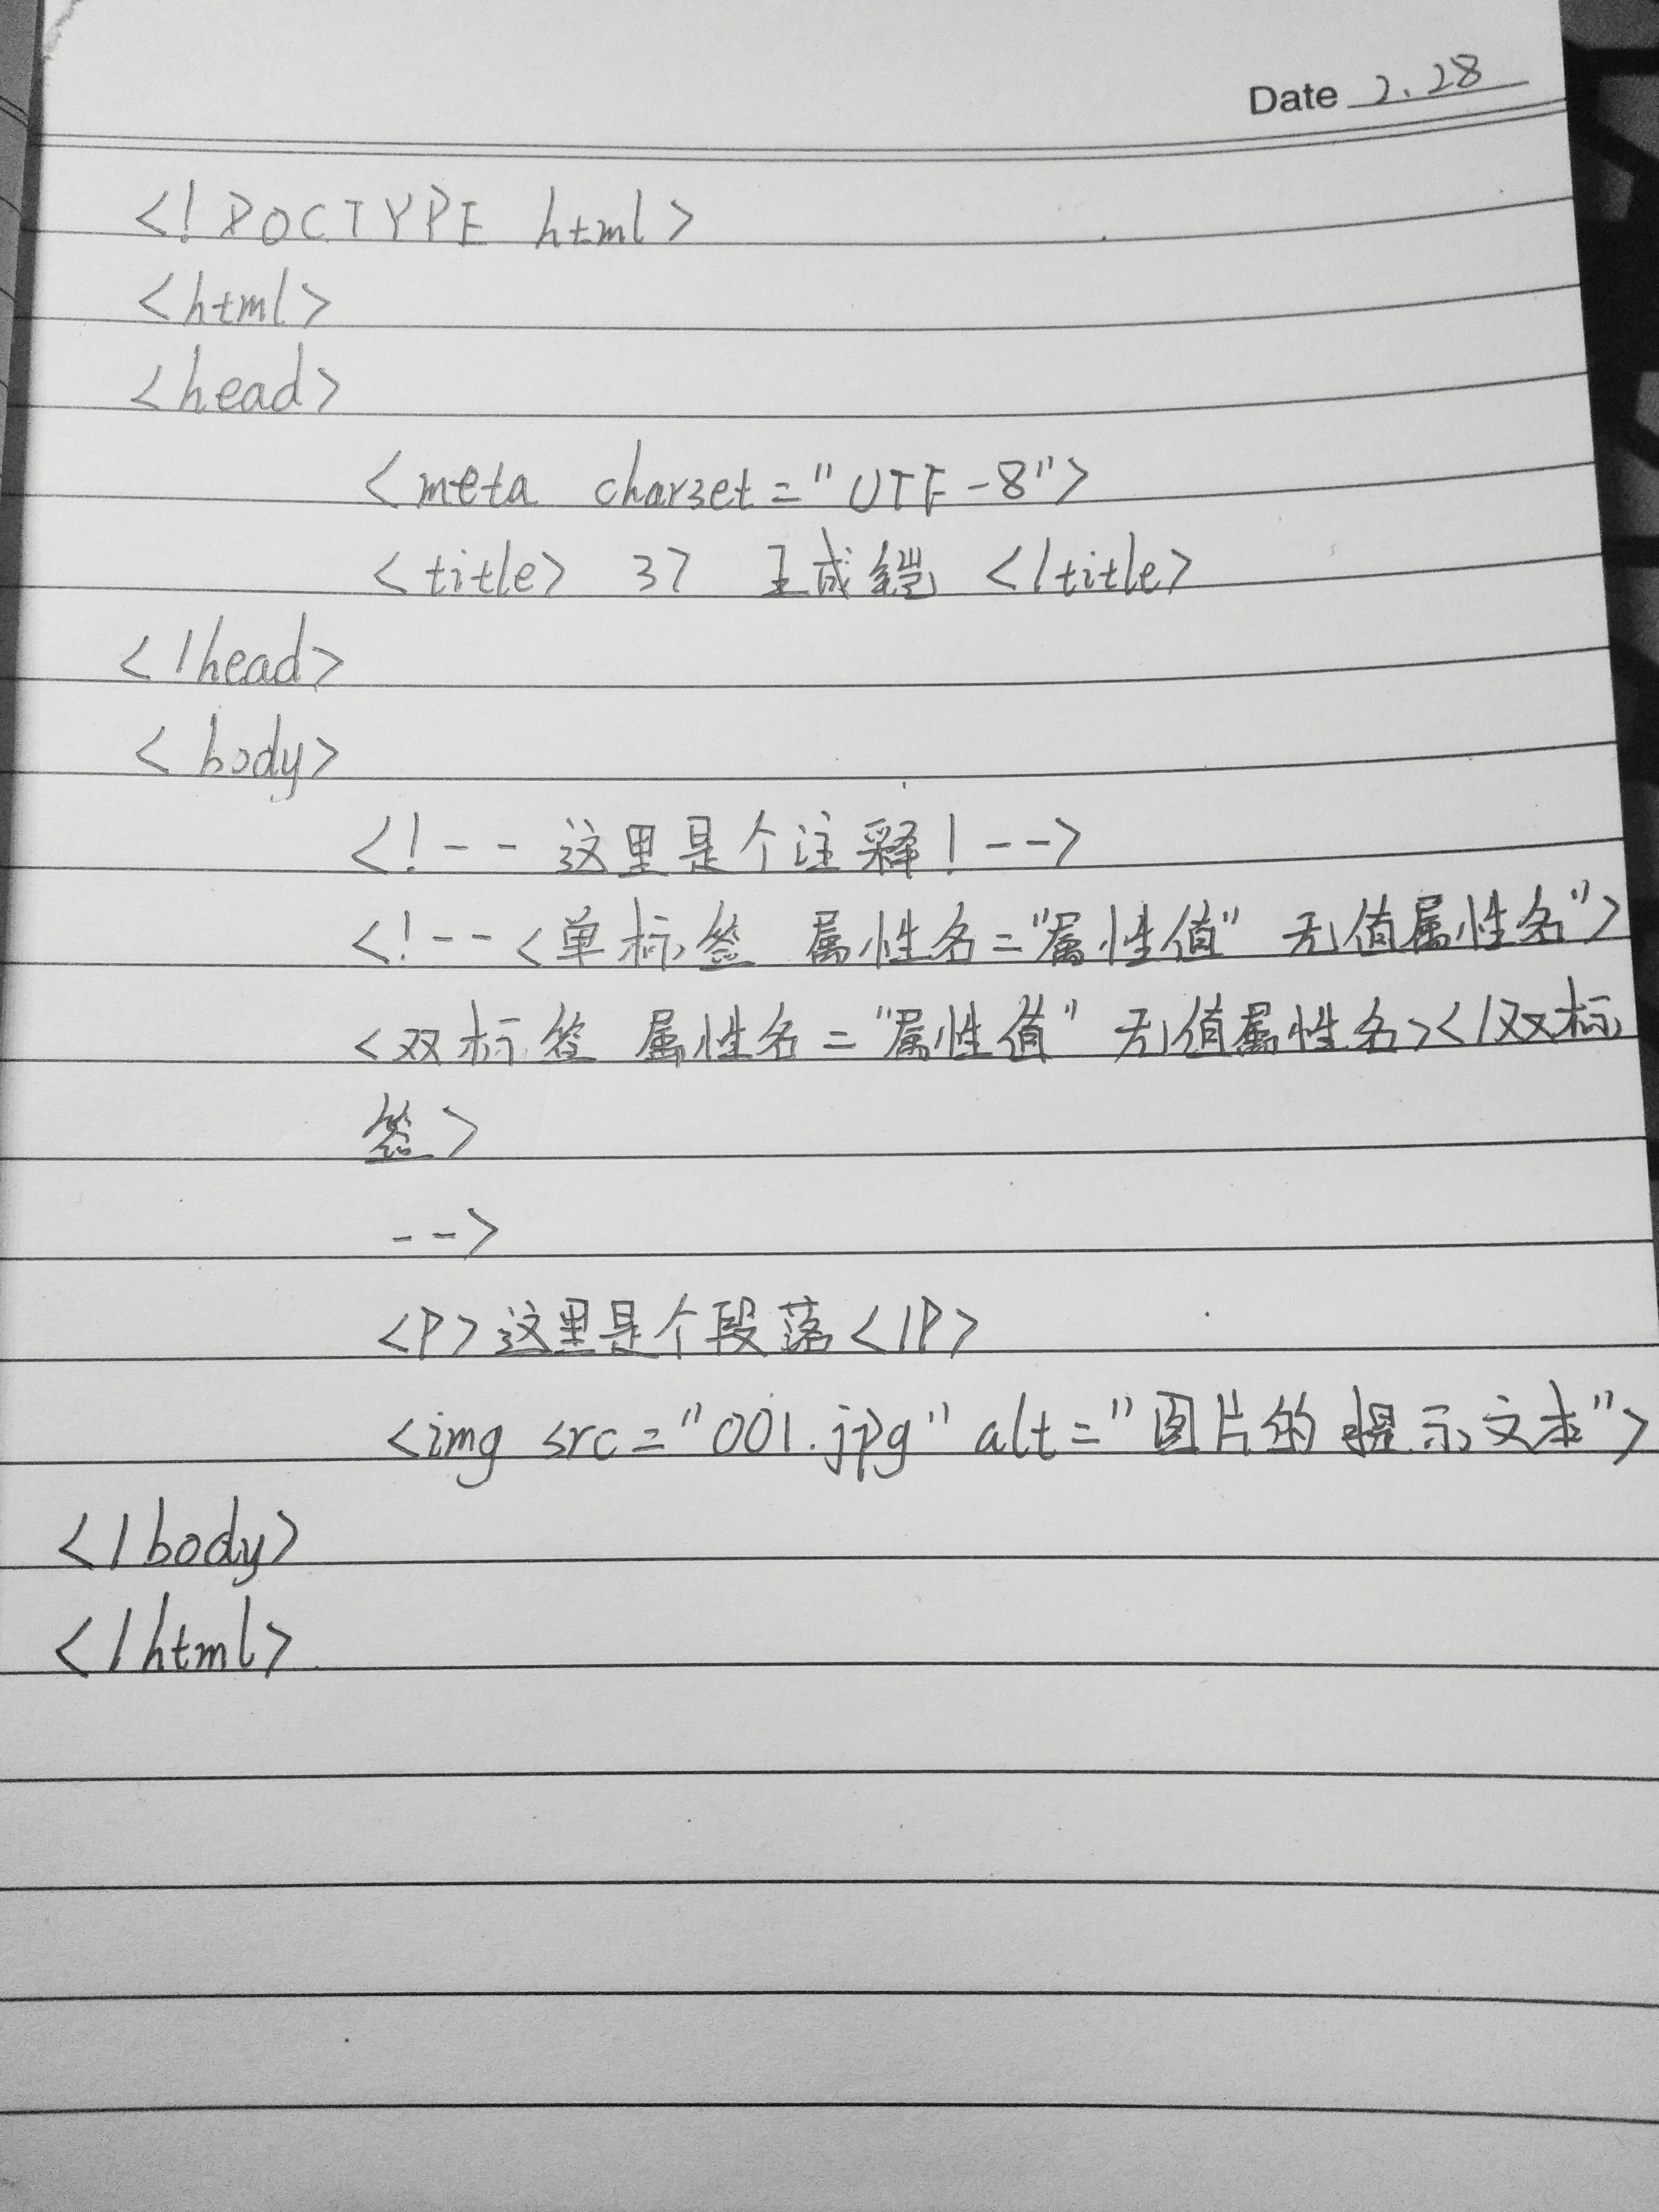 Date 2.28
<!DOCTYPE html>
<html>
<head>
<meta charset="UTF-8">
<title> 37 王成铠 </title>
</head>
<body>
<!-- 这里是个注释!-->
<!--<单标签 属性名="属性值" 无值属性名">
<双标签 属性名="属性值" 无值属性名></双标
签>
-->
<P>这里是个段落</P>
<img src="001.jpg" alt="图片的提示文本">
</body>
</html>